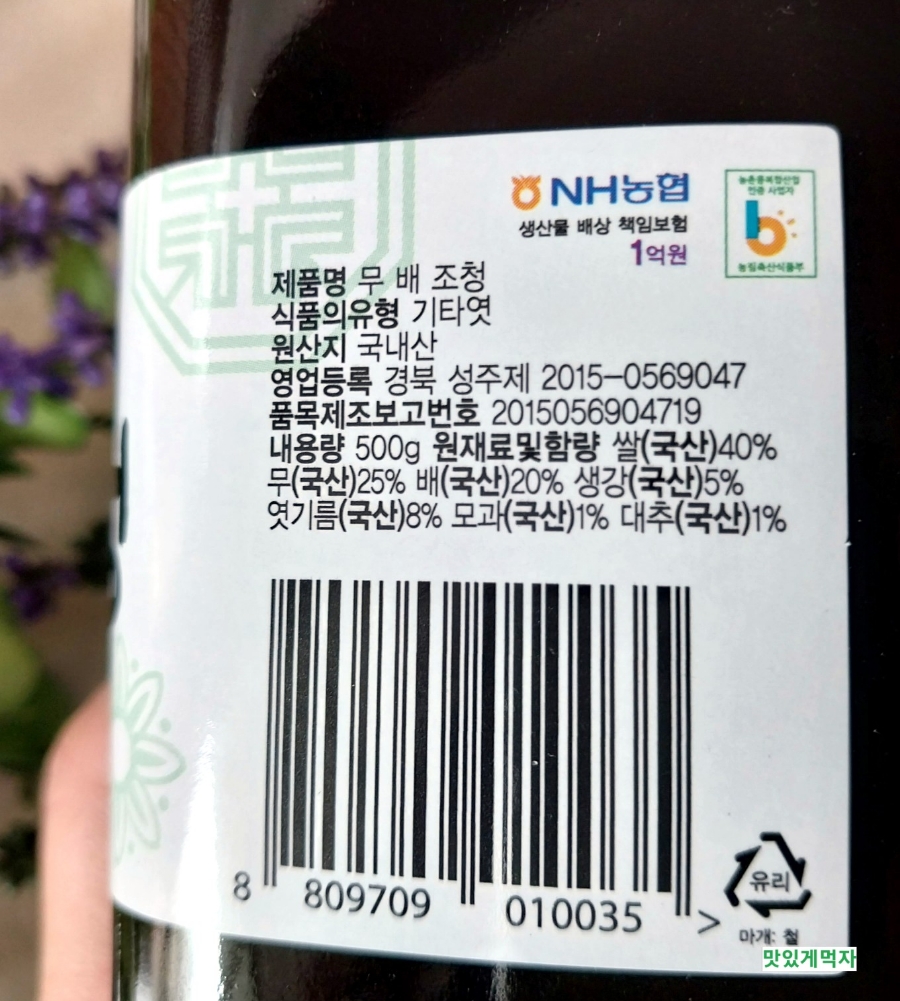 NH농협
생산물 배상 책임보험
1억원
농촌융복합산업
인증 사업자
농림축산식품부
제품명 무 배 조청
식품의유형 기타엿
원산지 국내산
영업등록 경북 성주제 2015-0569047
품목제조보고번호 2015056904719
내용량 500g 원재료및함량 쌀(국산)40%
무(국산)25% 배(국산)20% 생강(국산)5%
엿기름(국산)8% 모과(국산)1% 대추(국산)1%
8 809709 010035 >
유리
마개: 철
맛있게먹자